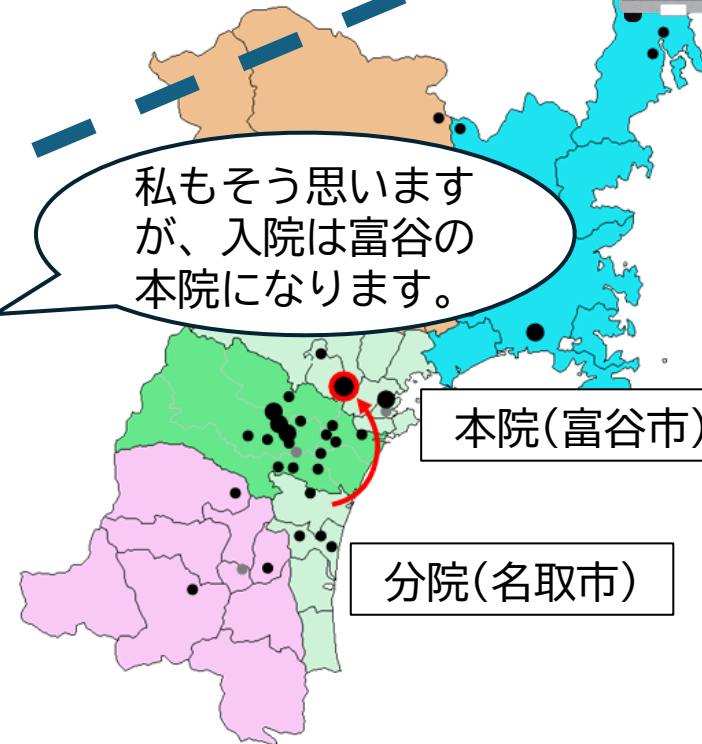 私もそう思います
が、入院は富谷の
本院になります。
本院(富谷市)
分院(名取市)